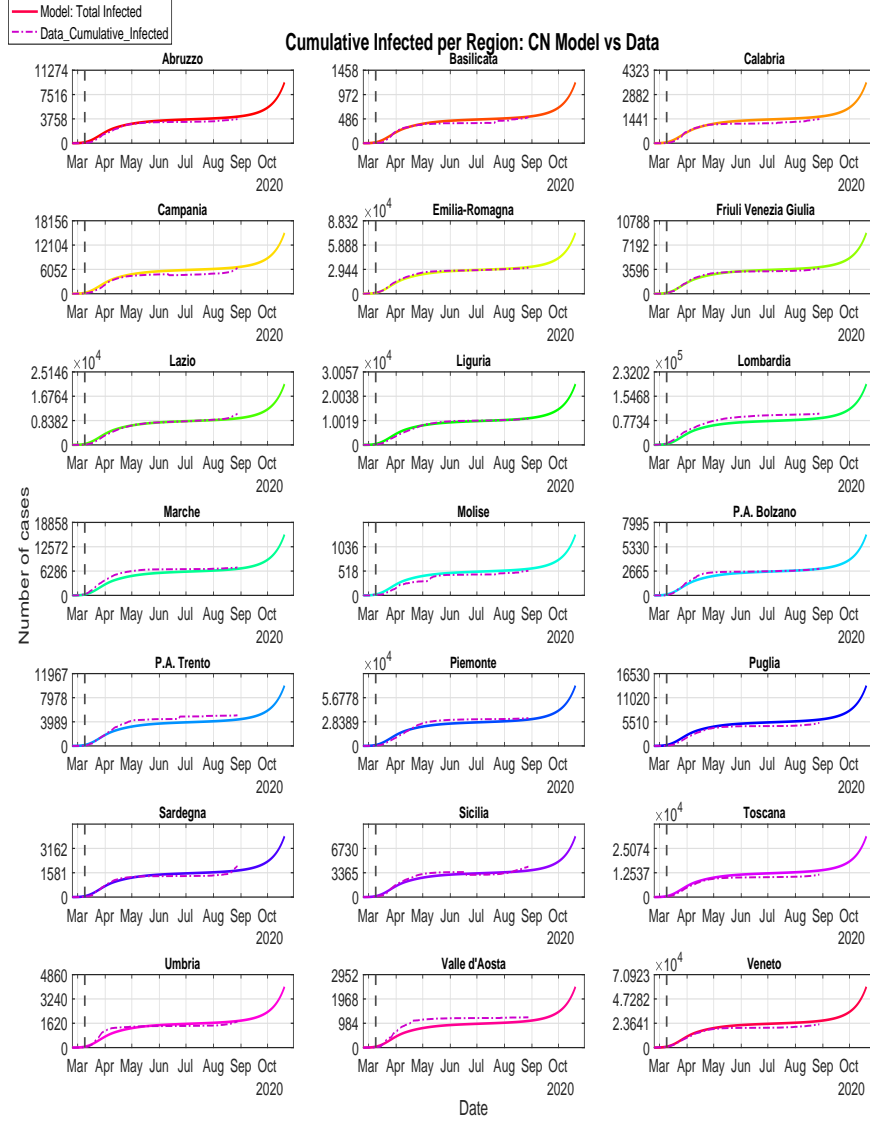 Model: Total Infected
Data_Cumulative_Infected
Cumulative Infected per Region: CN Model vs Data
Abruzzo
11274
7516
3758
0
Mar Apr May Jun Jul Aug Sep Oct
2020
Basilicata
1458
972
486
0
Mar Apr May Jun Jul Aug Sep Oct
2020
Calabria
4323
2882
1441
0
Mar Apr May Jun Jul Aug Sep Oct
2020
Campania
18156
12104
6052
0
Mar Apr May Jun Jul Aug Sep Oct
2020
Emilia-Romagna
×10⁴
8.832
5.888
2.944
0
Mar Apr May Jun Jul Aug Sep Oct
2020
Friuli Venezia Giulia
10788
7192
3596
0
Mar Apr May Jun Jul Aug Sep Oct
2020
Lazio
×10⁴
2.5146
1.6764
0.8382
0
Mar Apr May Jun Jul Aug Sep Oct
2020
Liguria
×10⁴
3.0057
2.0038
1.0019
0
Mar Apr May Jun Jul Aug Sep Oct
2020
Lombardia
×10⁵
2.3202
1.5468
0.7734
0
Mar Apr May Jun Jul Aug Sep Oct
2020
Number of cases
Marche
18858
12572
6286
0
Mar Apr May Jun Jul Aug Sep Oct
2020
Molise
1036
518
0
Mar Apr May Jun Jul Aug Sep Oct
2020
P.A. Bolzano
7995
5330
2665
0
Mar Apr May Jun Jul Aug Sep Oct
2020
P.A. Trento
11967
7978
3989
0
Mar Apr May Jun Jul Aug Sep Oct
2020
Piemonte
×10⁴
5.6778
2.8389
0
Mar Apr May Jun Jul Aug Sep Oct
2020
Puglia
16530
11020
5510
0
Mar Apr May Jun Jul Aug Sep Oct
2020
Sardegna
3162
1581
0
Mar Apr May Jun Jul Aug Sep Oct
2020
Sicilia
6730
3365
0
Mar Apr May Jun Jul Aug Sep Oct
2020
Toscana
×10⁴
2.5074
1.2537
0
Mar Apr May Jun Jul Aug Sep Oct
2020
Umbria
4860
3240
1620
0
Mar Apr May Jun Jul Aug Sep Oct
2020
Valle d'Aosta
2952
1968
984
0
Mar Apr May Jun Jul Aug Sep Oct
2020
Veneto
×10⁴
7.0923
4.7282
2.3641
0
Mar Apr May Jun Jul Aug Sep Oct
2020
Date